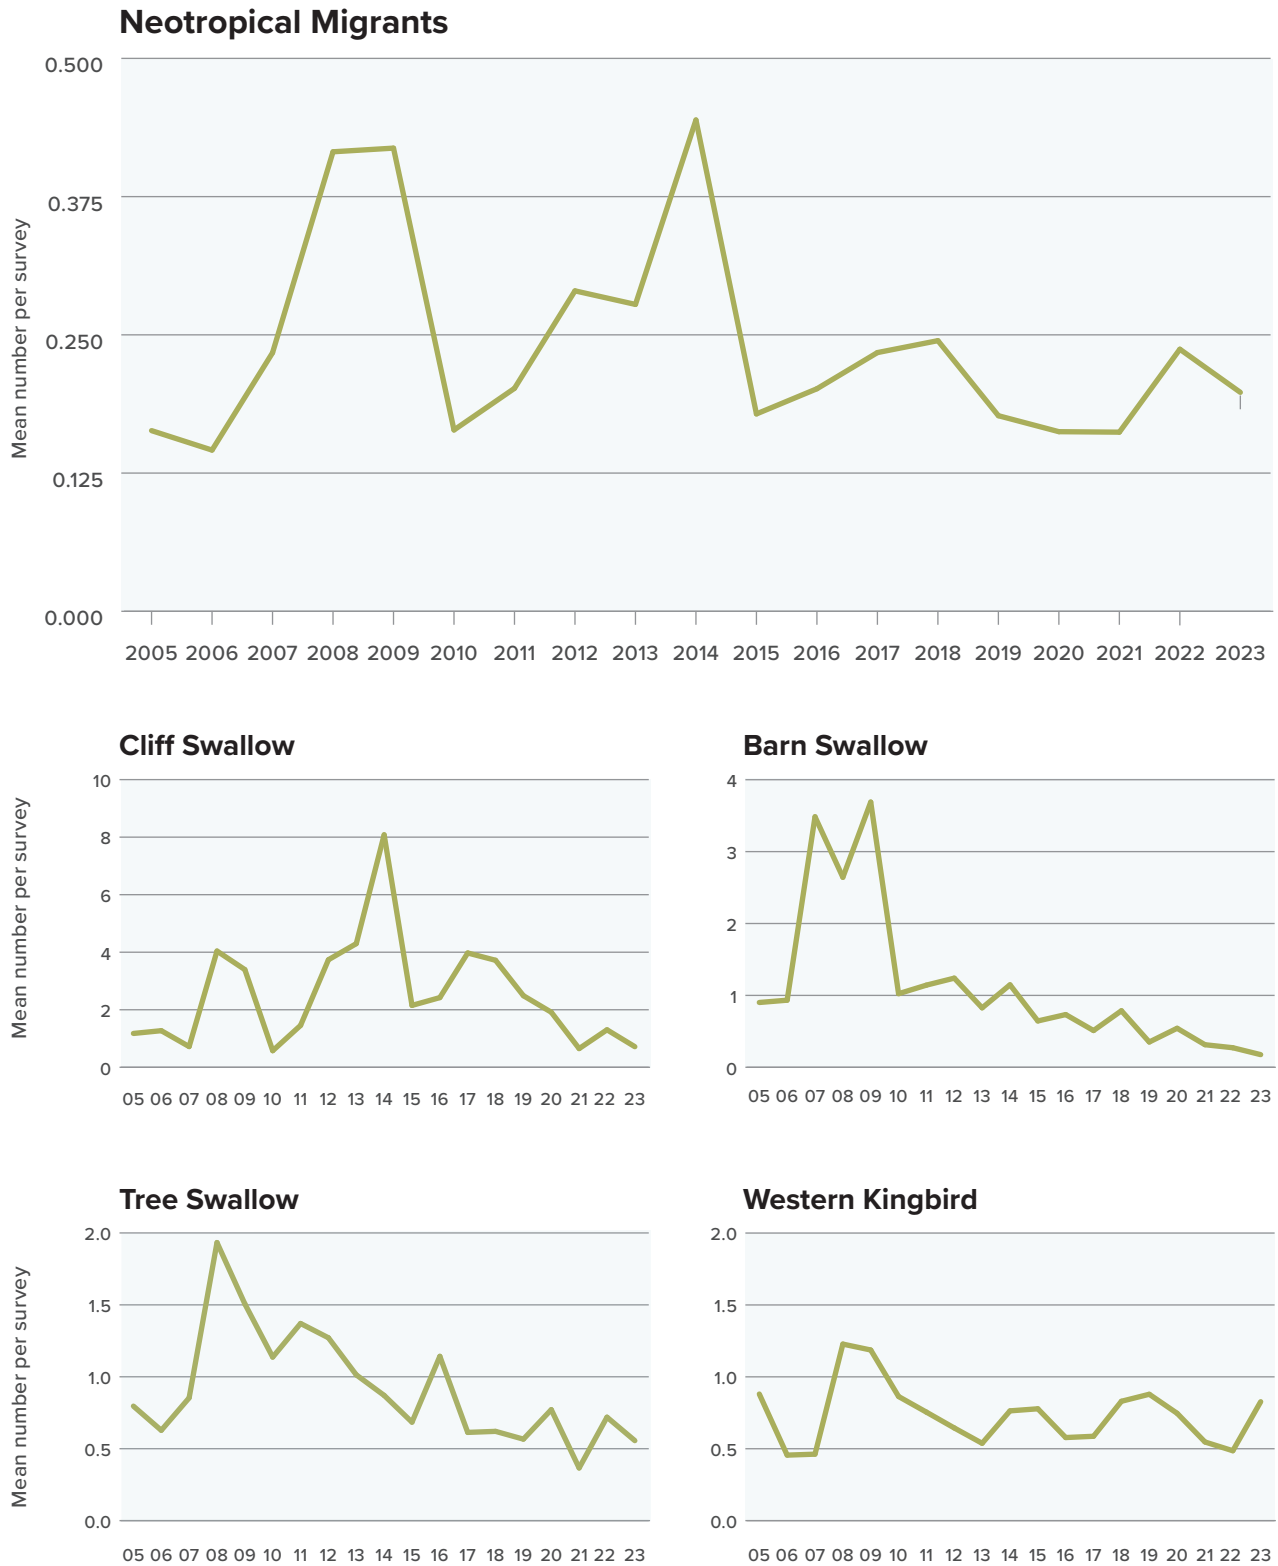 Neotropical Migrants
Mean number per survey
0.500
0.375
0.250
0.125
0.000
2005 2006 2007 2008 2009 2010 2011 2012 2013 2014 2015 2016 2017 2018 2019 2020 2021 2022 2023
Cliff Swallow
Mean number per survey
10
8
6
4
2
0
05 06 07 08 09 10 11 12 13 14 15 16 17 18 19 20 21 22 23
Barn Swallow
4
3
2
1
0
05 06 07 08 09 10 11 12 13 14 15 16 17 18 19 20 21 22 23
Tree Swallow
Mean number per survey
2.0
1.5
1.0
0.5
0.0
05 06 07 08 09 10 11 12 13 14 15 16 17 18 19 20 21 22 23
Western Kingbird
2.0
1.5
1.0
0.5
0.0
05 06 07 08 09 10 11 12 13 14 15 16 17 18 19 20 21 22 23